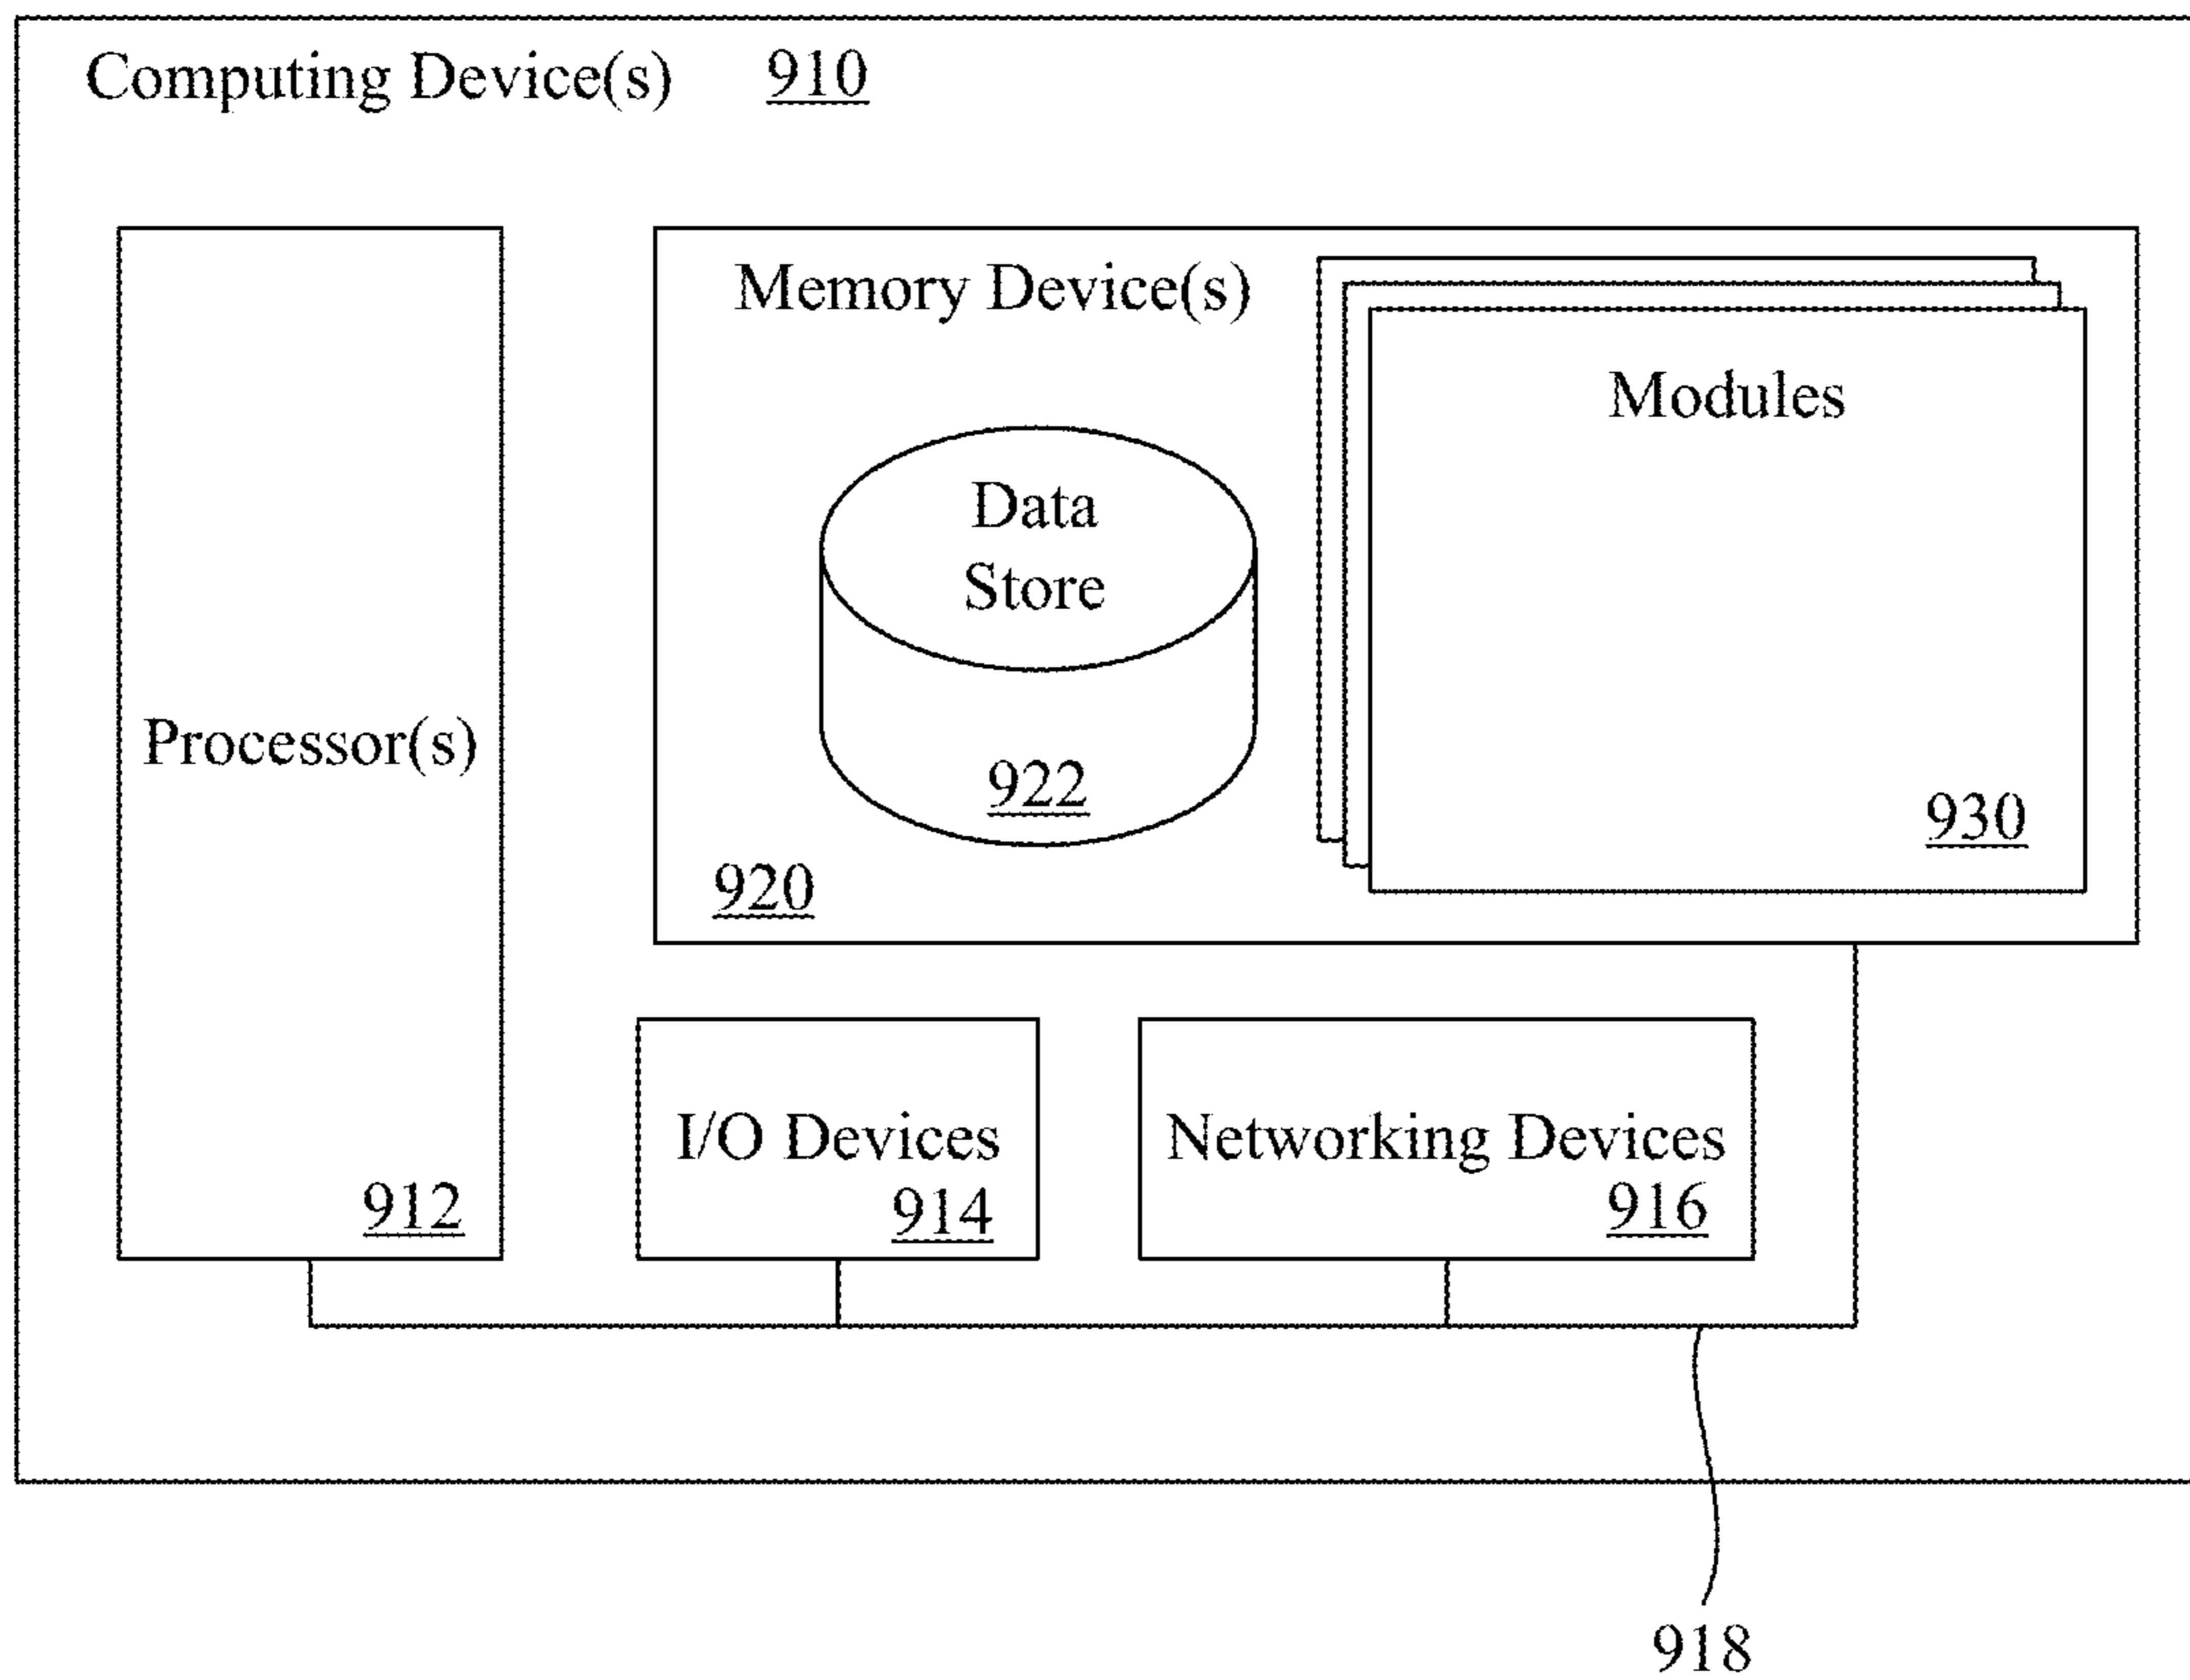 Computing Device(s) 910
Memory Device(s)
Modules
Data
Store
Processor(s)
922
930
920
I/O Devices
Networking Devices
912
914
916
918